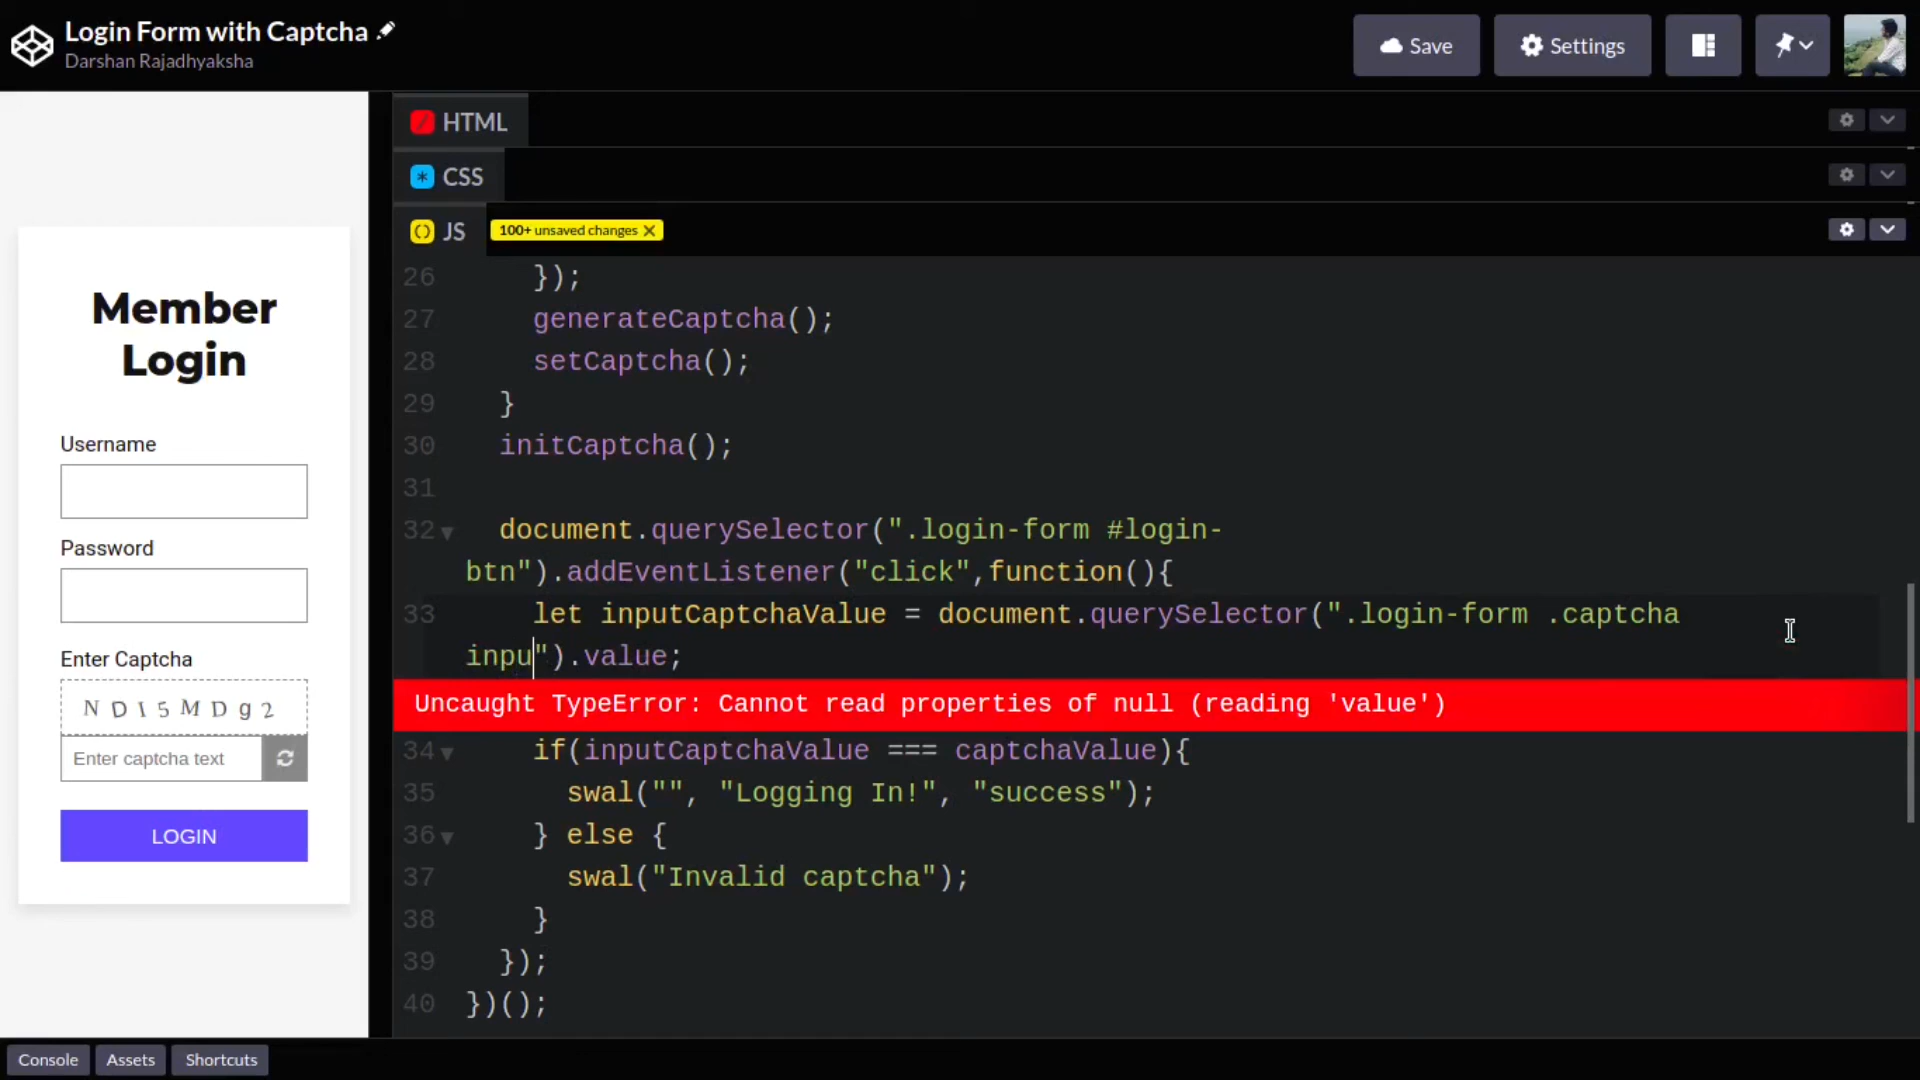 Login Form with Captcha
Darshan Rajadhyaksha
Save
Settings
Member
Login
Username
Password
Enter Captcha
N D I 5 M D g 2
Enter captcha text
LOGIN
HTML
CSS
JS
100+ unsaved changes
26 });
27 generateCaptcha();
28 setCaptcha();
29 }
30 initCaptcha();
31
32 document.querySelector(".login-form #login-
btn").addEventListener("click",function(){
33 let inputCaptchaValue = document.querySelector(".login-form .captcha
inpu").value;
Uncaught TypeError: Cannot read properties of null (reading 'value')
34 if(inputCaptchaValue === captchaValue){
35 swal("", "Logging In!", "success");
36 } else {
37 swal("Invalid captcha");
38 }
39 });
40 })();
Console
Assets
Shortcuts